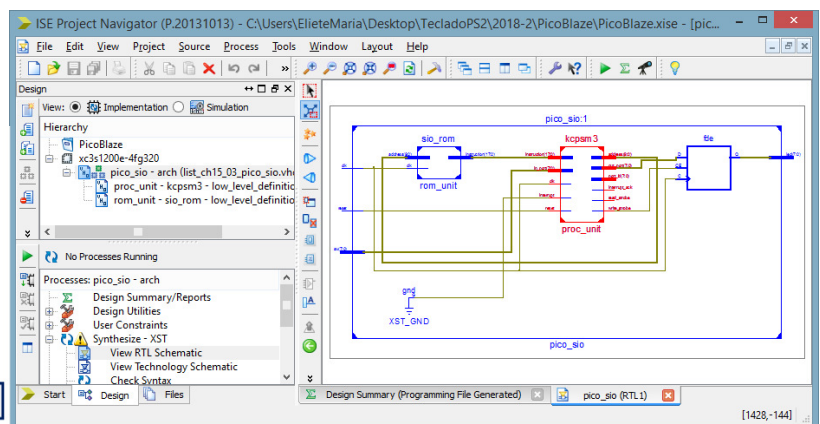 ISE Project Navigator (P.20131013) - C:\Users\ElieteMaria\Desktop\TecladoPS2\2018-2\PicoBlaze\PicoBlaze.xise - [pic...
File Edit View Project Source Process Tools Window Layout Help
Design
View: Implementation Simulation
Hierarchy
PicoBlaze
xc3s1200e-4fg320
pico_sio - arch (list_ch15_03_pico_sio.vh
proc_unit - kcpsm3 - low_level_definitio
rom_unit - sio_rom - low_level_definitio
No Processes Running
Processes: pico_sio - arch
Design Summary/Reports
Design Utilities
User Constraints
Synthesize - XST
View RTL Schematic
View Technology Schematic
Check Syntax
Start Design Files
pico_sio:1
sio_rom
kcpsm3
fde
rom_unit
proc_unit
gnd
XST_GND
pico_sio
Design Summary (Programming File Generated)
pico_sio (RTL1)
[1428,-144]